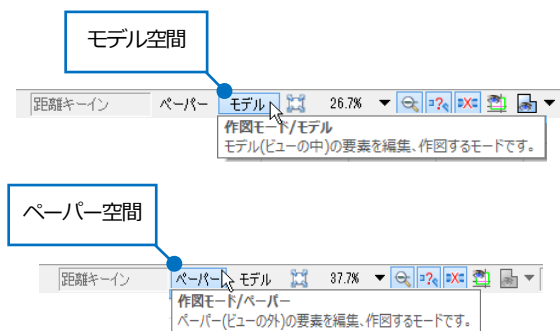 モデル空間
距離キーイン ペーパー モデル 26.7%
作図モード/モデル
モデル(ビューの中)の要素を編集、作図するモードです。
ペーパー空間
距離キーイン ペーパー モデル 37.7%
作図モード/ペーパー
ペーパー(ビューの外)の要素を編集、作図するモードです。